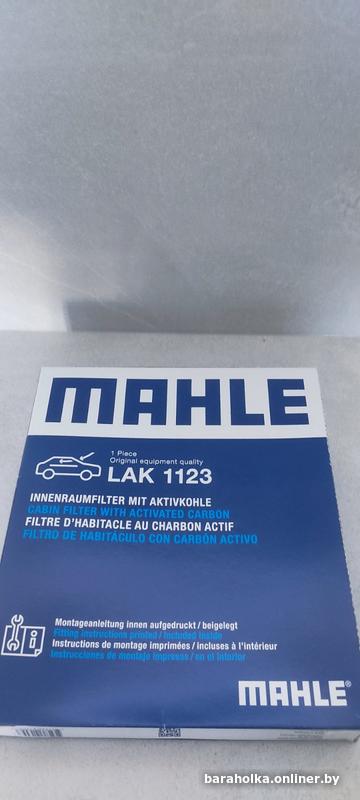 MAHLE
1 Piece
Original equipment quality
LAK 1123
INNENRAUMFILTER MIT AKTIVKOHLE
CABIN FILTER WITH ACTIVATED CARBON
FILTRE D'HABITACLE AU CHARBON ACTIF
FILTRO DE HABITÁCULO CON CARBÓN ACTIVO
Montageanleitung innen aufgedruckt / beigelegt
Fitting instructions printed / included inside
Instructions de montage imprimées / incluses à l'intérieur
Instrucciones de montaje impresas / en el interior
MAHLE®
baraholka.onliner.by